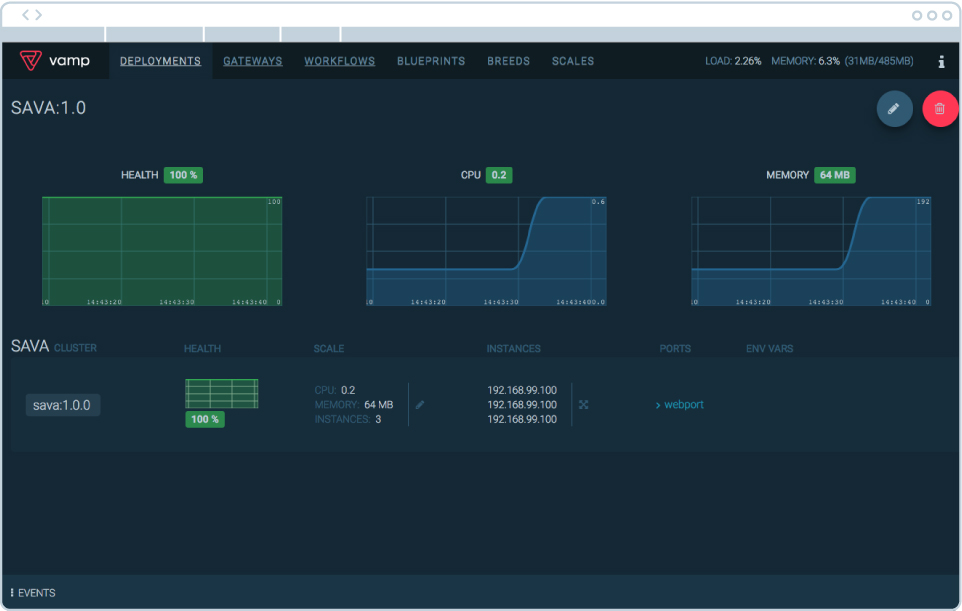 vamp DEPLOYMENTS GATEWAYS WORKFLOWS BLUEPRINTS BREEDS SCALES LOAD: 2.26% MEMORY: 6.3% (31MB/485MB) i
SAVA:1.0
HEALTH 100 % CPU 0.2 MEMORY 64 MB
100 0.6 192
:0 14:43:20 14:43:30 14:43:40 0 :0 14:43:20 14:43:30 14:43:400.0 :0 14:43:20 14:43:30 14:43:40 0
SAVA CLUSTER HEALTH SCALE INSTANCES PORTS ENV VARS
CPU: 0.2 192.168.99.100
sava:1.0.0 MEMORY: 64 MB 192.168.99.100 > webport
100 % INSTANCES: 3 192.168.99.100
EVENTS